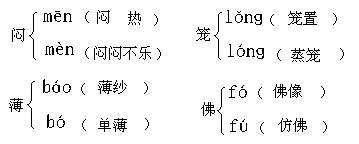 mēn（闷 热 ） lǒng（ 笼罩 ）
闷 笼
mèn（闷闷不乐） lóng（ 蒸笼 ）
báo（ 薄纱 ） fó（ 佛像 ）
薄 佛
bó（ 单薄 ） fú（ 仿佛 ）